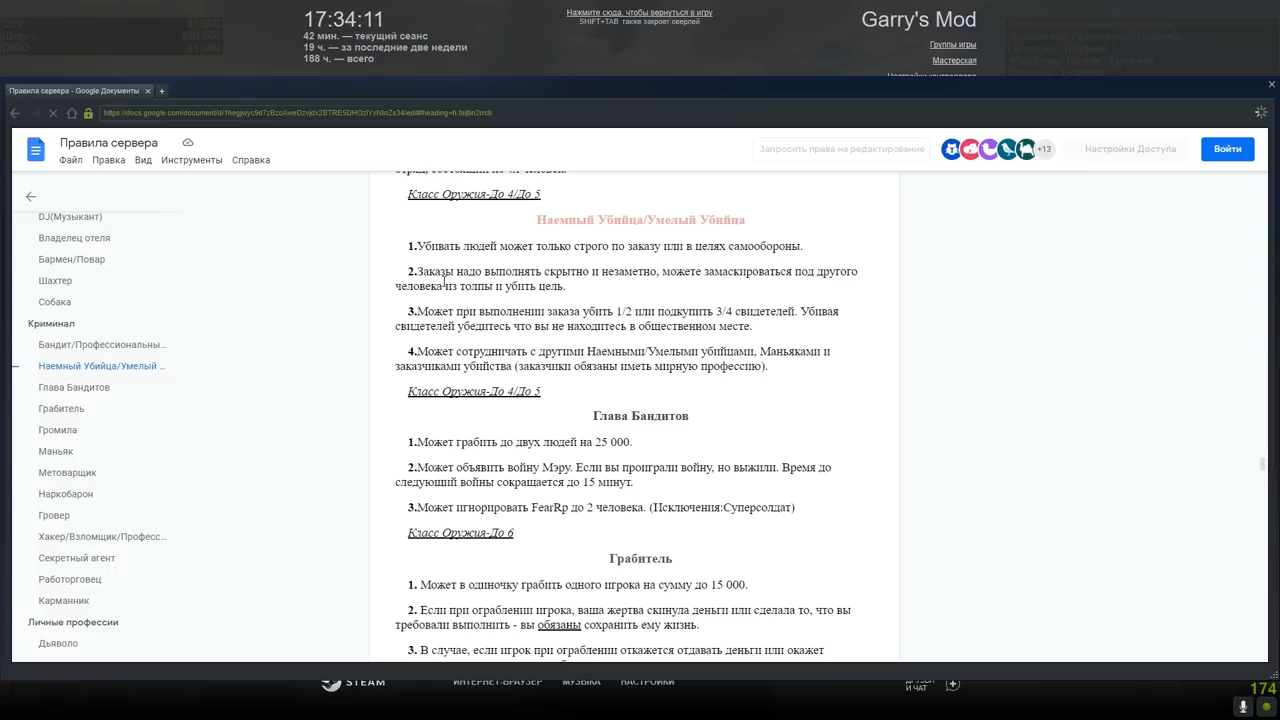 17:34:11
42 мин. — текущий сеанс
19 ч. — за последние две недели
188 ч. — всего
Нажмите сюда, чтобы вернуться в игру
SHIFT+TAB также закроет оверлей
Garry's Mod
Группы игры
Мастерская
Правила сервера - Google Документы
Правила сервера
Файл Правка Вид Инструменты Справка
Запросить права на редактирование
+13
Настройки Доступа
Войти
DJ(Музыкант)
Владелец отеля
Бармен/Повар
Шахтер
Собака
Криминал
Бандит/Профессиональны...
Наемный Убийца/Умелый ...
Глава Бандитов
Грабитель
Громила
Маньяк
Метоварщик
Наркобарон
Гровер
Хакер/Взломщик/Професс...
Секретный агент
Работорговец
Карманник
Личные профессии
Дьяволо
Класс Оружия-До 4/До 5
Наемный Убийца/Умелый Убийца
1.Убивать людей может только строго по заказу или в целях самообороны.
2.Заказы надо выполнять скрытно и незаметно, можете замаскироваться под другого
человека из толпы и убить цель.
3.Может при выполнении заказа убить 1/2 или подкупить 3/4 свидетелей. Убивая
свидетелей убедитесь что вы не находитесь в общественном месте.
4.Может сотрудничать с другими Наемными/Умелыми убийцами, Маньяками и
заказчиками убийства (заказчики обязаны иметь мирную профессию).
Класс Оружия-До 4/До 5
Глава Бандитов
1.Может грабить до двух людей на 25 000.
2.Может объявить войну Мэру. Если вы проиграли войну, но выжили. Время до
следующий войны сокращается до 15 минут.
3.Может игнорировать FearRp до 2 человека. (Исключения:Суперсолдат)
Класс Оружия-До 6
Грабитель
1. Может в одиночку грабить одного игрока на сумму до 15 000.
2. Если при ограблении игрока, ваша жертва скинула деньги или сделала то, что вы
требовали выполнить - вы обязаны сохранить ему жизнь.
3. В случае, если игрок при ограблении откажется отдавать деньги или окажет
STEAM
ИНТЕРНЕТ-БРАУЗЕР МУЗЫКА НАСТРОЙКИ
И ЧАТ
174